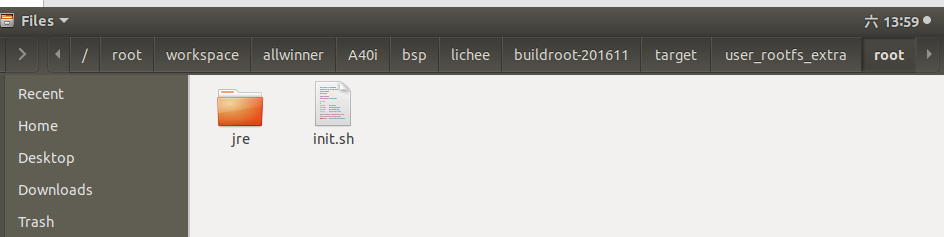 Files 六 13:59
/ root workspace allwinner A40i bsp lichee buildroot-201611 target user_rootfs_extra root
Recent
Home
Desktop
Downloads
Trash
jre init.sh